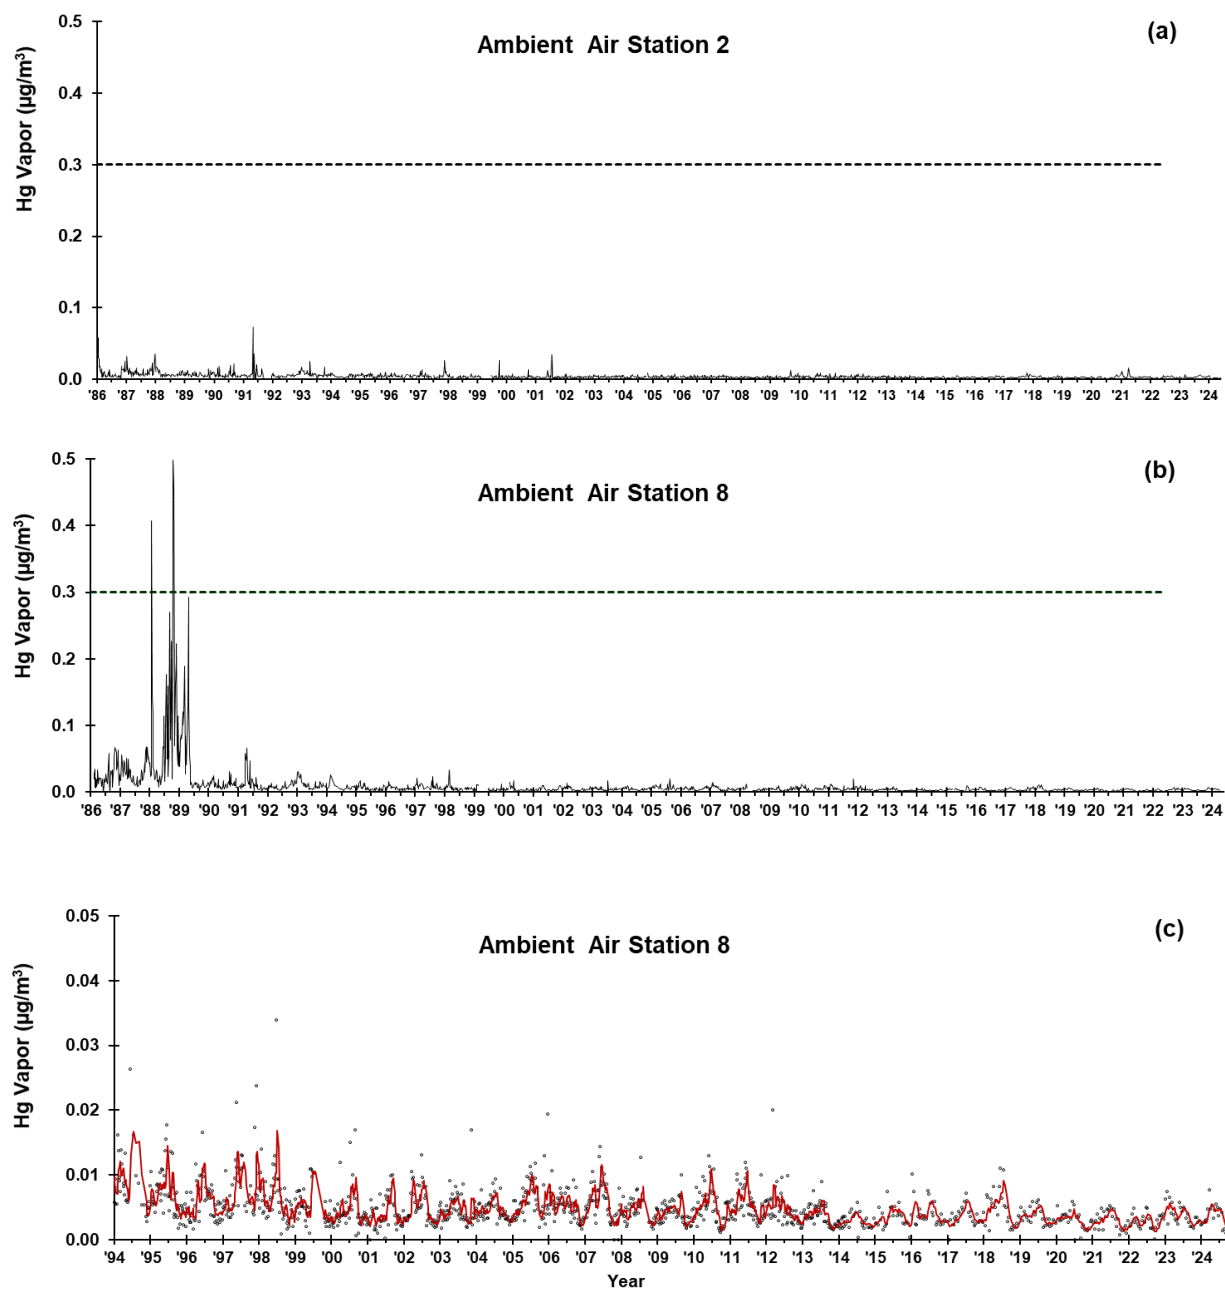 (a)
Ambient Air Station 2
Hg Vapor (µg/m³)
0.5
0.4
0.3
0.2
0.1
0.0
'86 '87 '88 '89 '90 '91 '92 '93 '94 '95 '96 '97 '98 '99 '00 '01 '02 '03 '04 '05 '06 '07 '08 '09 '10 '11 '12 '13 '14 '15 '16 '17 '18 '19 '20 '21 '22 '23 '24
(b)
Ambient Air Station 8
Hg Vapor (µg/m³)
0.5
0.4
0.3
0.2
0.1
0.0
'86 '87 '88 '89 '90 '91 '92 '93 '94 '95 '96 '97 '98 '99 '00 '01 '02 '03 '04 '05 '06 '07 '08 '09 '10 '11 '12 '13 '14 '15 '16 '17 '18 '19 '20 '21 '22 '23 '24
(c)
Ambient Air Station 8
Hg Vapor (µg/m³)
0.05
0.04
0.03
0.02
0.01
0.00
'94 '95 '96 '97 '98 '99 '00 '01 '02 '03 '04 '05 '06 '07 '08 '09 '10 '11 '12 '13 '14 '15 '16 '17 '18 '19 '20 '21 '22 '23 '24
Year